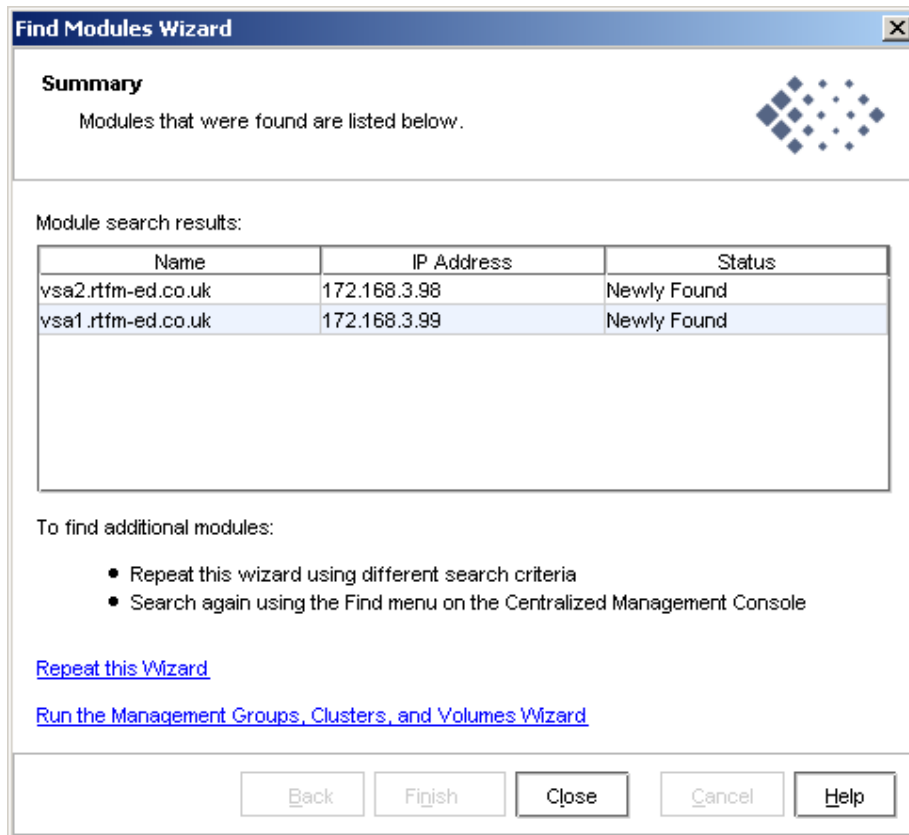 Find Modules Wizard
Summary
Modules that were found are listed below.
Module search results:
Name IP Address Status
vsa2.rtfm-ed.co.uk 172.168.3.98 Newly Found
vsa1.rtfm-ed.co.uk 172.168.3.99 Newly Found
To find additional modules:
• Repeat this wizard using different search criteria
• Search again using the Find menu on the Centralized Management Console
Repeat this Wizard
Run the Management Groups, Clusters, and Volumes Wizard
Back Finish Close Cancel Help